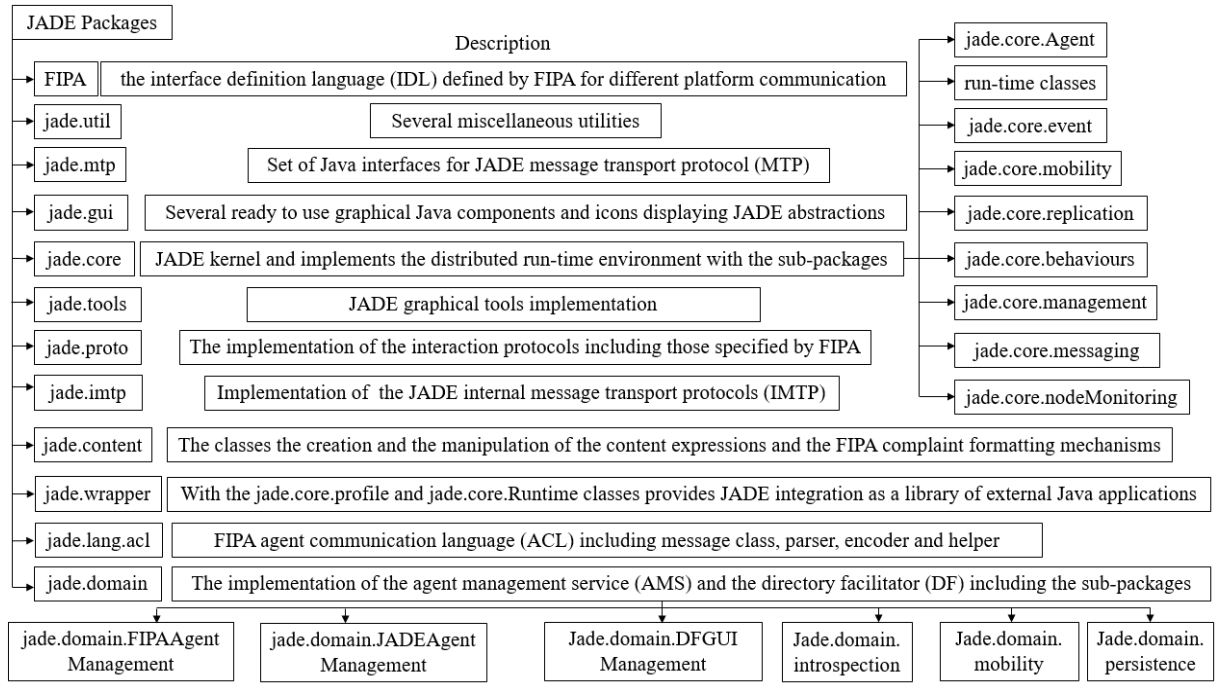 JADE Packages
Description
FIPA
the interface definition language (IDL) defined by FIPA for different platform communication
jade.util
Several miscellaneous utilities
jade.mtp
Set of Java interfaces for JADE message transport protocol (MTP)
jade.gui
Several ready to use graphical Java components and icons displaying JADE abstractions
jade.core
JADE kernel and implements the distributed run-time environment with the sub-packages
jade.core.Agent
run-time classes
jade.core.event
jade.core.mobility
jade.core.replication
jade.core.behaviours
jade.core.management
jade.core.messaging
jade.core.nodeMonitoring
jade.tools
JADE graphical tools implementation
jade.proto
The implementation of the interaction protocols including those specified by FIPA
jade.imtp
Implementation of the JADE internal message transport protocols (IMTP)
jade.content
The classes the creation and the manipulation of the content expressions and the FIPA complaint formatting mechanisms
jade.wrapper
With the jade.core.profile and jade.core.Runtime classes provides JADE integration as a library of external Java applications
jade.lang.acl
FIPA agent communication language (ACL) including message class, parser, encoder and helper
jade.domain
The implementation of the agent management service (AMS) and the directory facilitator (DF) including the sub-packages
jade.domain.FIPAAgent
Management
jade.domain.JADEAgent
Management
Jade.domain.DFGUI
Management
Jade.domain.
introspection
Jade.domain.
mobility
Jade.domain.
persistence